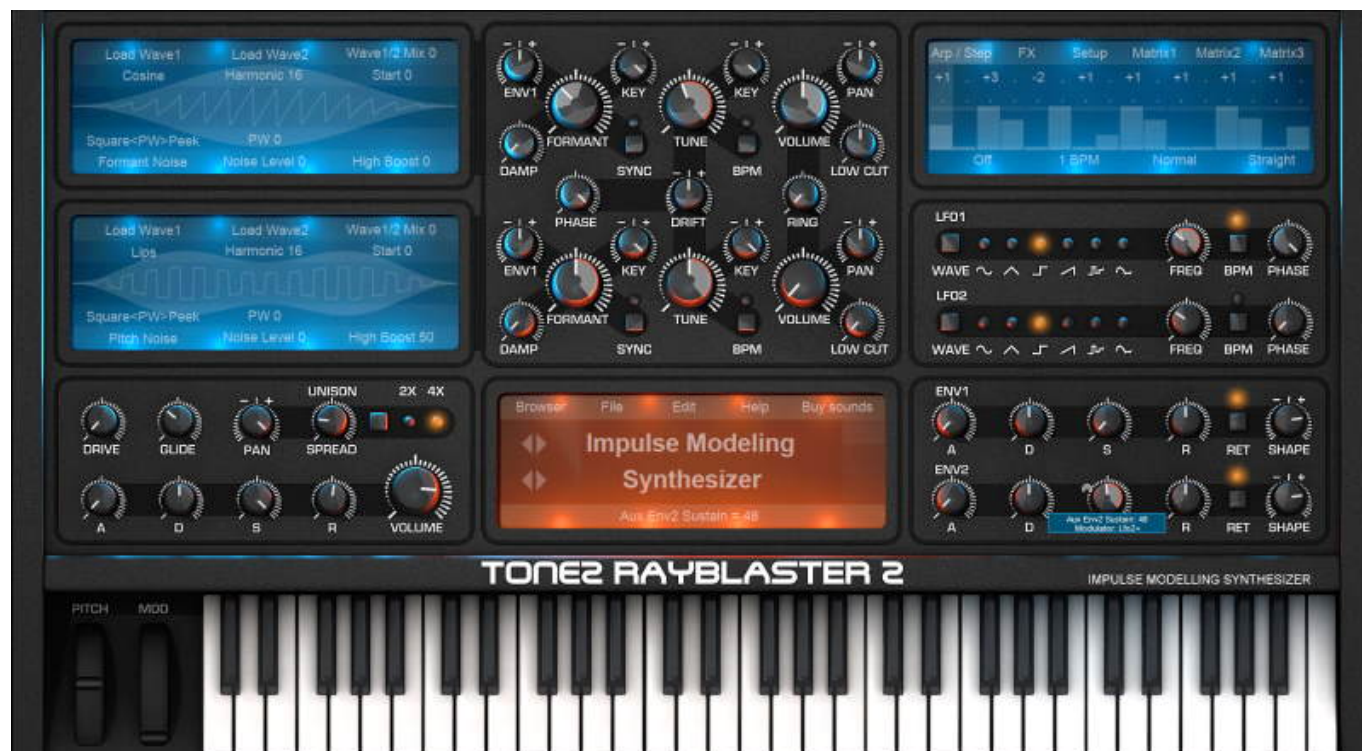 Load Wave1 Load Wave2 Wave1/2 Mix 0
Cosine Harmonic 16 Start 0
Square<PW>Peek PW 0
Formant Noise Noise Level 0 High Boost 0
ENV1 KEY KEY PAN
FORMANT TUNE VOLUME
DAMP SYNC BPM LOW CUT
PHASE DRIFT RING
ENV1 KEY KEY PAN
FORMANT TUNE VOLUME
DAMP SYNC BPM LOW CUT
Arp / Step FX Setup Matrix1 Matrix2 Matrix3
+1 +3 -2 +1 +1 +1 +1 +1
Off 1 BPM Normal Straight
Load Wave1 Load Wave2 Wave1/2 Mix 0
Lips Harmonic 16 Start 0
Square<PW>Peek PW 0
Pitch Noise Noise Level 0 High Boost 50
LFO1
WAVE FREQ BPM PHASE
LFO2
WAVE FREQ BPM PHASE
UNISON 2X 4X
DRIVE GLIDE PAN SPREAD
A D S R VOLUME
Browser File Edit Help Buy sounds
Impulse Modeling
Synthesizer
Aux Env2 Sustain = 48
ENV1
A D S R RET SHAPE
ENV2
A D R RET SHAPE
Aux Env2 Sustain: 48
Modulator: Lfo2+
TONE2 RAYBLASTER 2
IMPULSE MODELLING SYNTHESIZER
PITCH MOD